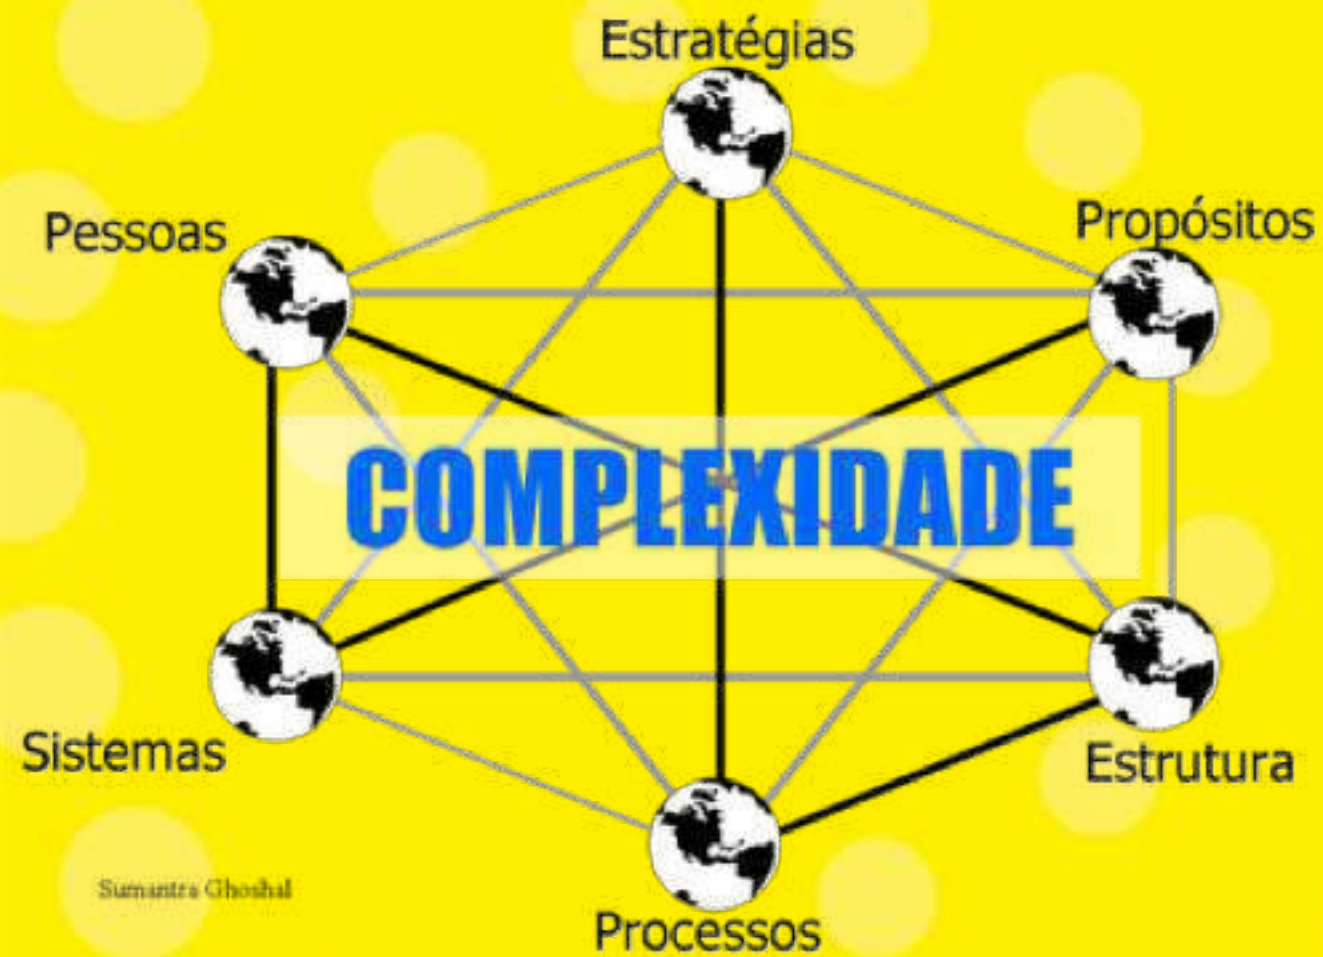 Estratégias
Pessoas
Propósitos
COMPLEXIDADE
Sistemas
Estrutura
Sumantra Ghoshal
Processos